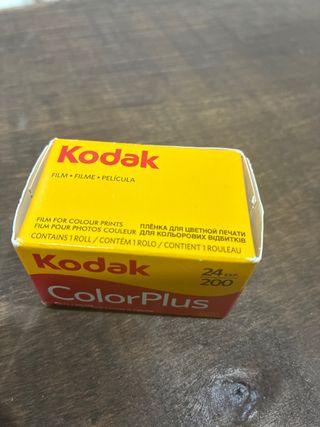 Kodak
FILM • FILME • PELÍCULA
FILM FOR COLOUR PRINTS
FILM POUR PHOTOS COULEUR
ПЛЁНКА ДЛЯ ЦВЕТНОЙ ПЕЧАТИ
ДЛЯ КОЛЬОРОВИХ ВІДБИТКІВ
CONTAINS 1 ROLL / CONTÉM 1 ROLO / CONTIENT 1 ROULEAU
Kodak
24 EXP.
200
ColorPlus